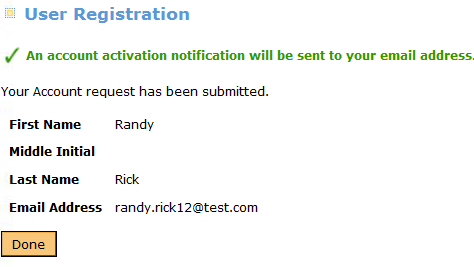 User Registration
An account activation notification will be sent to your email address.
Your Account request has been submitted.
First Name Randy
Middle Initial
Last Name Rick
Email Address randy.rick12@test.com
Done